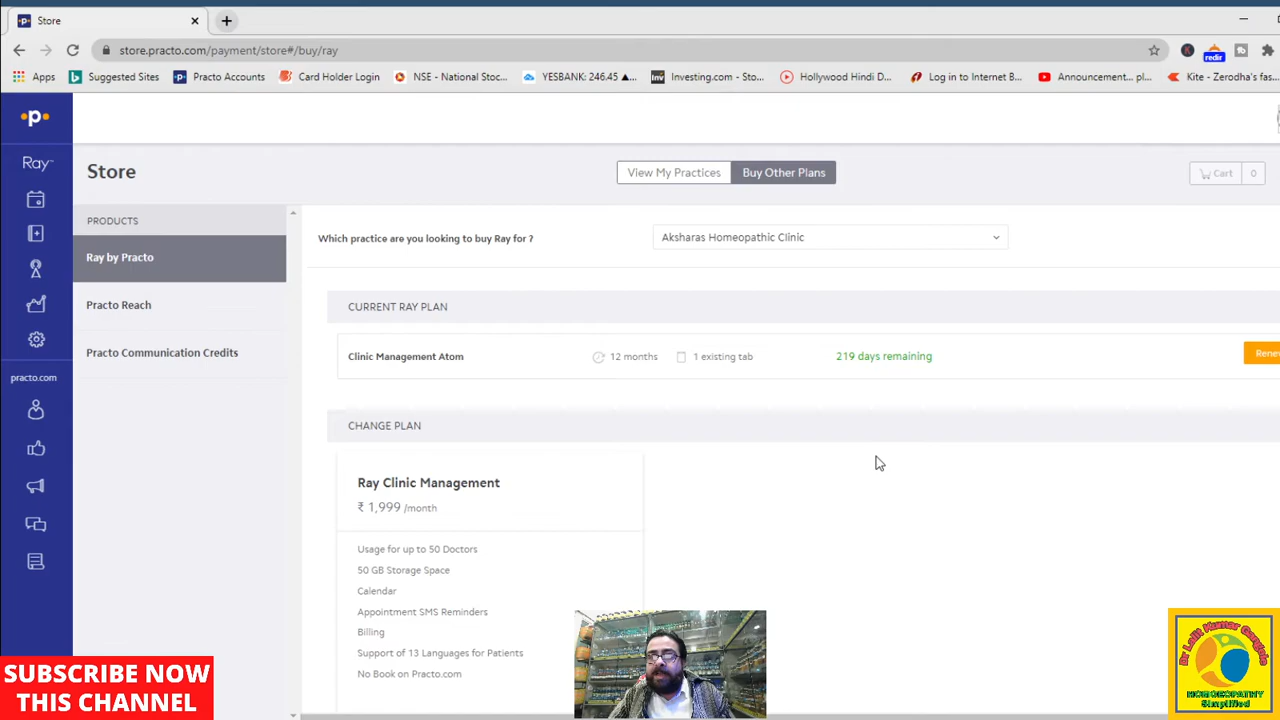 Store
store.practo.com/payment/store#/buy/ray
redir
Apps
Suggested Sites
Practo Accounts
Card Holder Login
NSE - National Stoc...
YESBANK: 246.45 ▲...
Investing.com - Sto...
Hollywood Hindi D...
Log in to Internet B...
Announcement... pl...
Kite - Zerodha's fas...
Ray
Store
View My Practices
Buy Other Plans
Cart
0
PRODUCTS
Ray by Practo
Practo Reach
Practo Communication Credits
practo.com
Which practice are you looking to buy Ray for ?
Aksharas Homeopathic Clinic
CURRENT RAY PLAN
Clinic Management Atom
12 months
1 existing tab
219 days remaining
Rene
CHANGE PLAN
Ray Clinic Management
₹ 1,999 /month
Usage for up to 50 Doctors
50 GB Storage Space
Calendar
Appointment SMS Reminders
Billing
Support of 13 Languages for Patients
No Book on Practo.com
SUBSCRIBE NOW
THIS CHANNEL
HOMOEOPATHY
Simplified